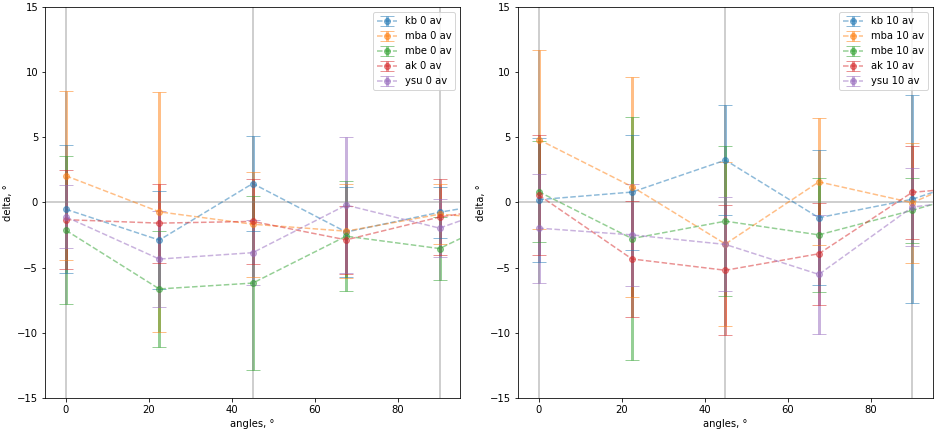 15
10
5
0
−5
−10
−15
delta, °
0
20
40
60
80
angles, °
kb 0 av
mba 0 av
mbe 0 av
ak 0 av
ysu 0 av
15
10
5
0
−5
−10
−15
delta, °
0
20
40
60
80
angles, °
kb 10 av
mba 10 av
mbe 10 av
ak 10 av
ysu 10 av